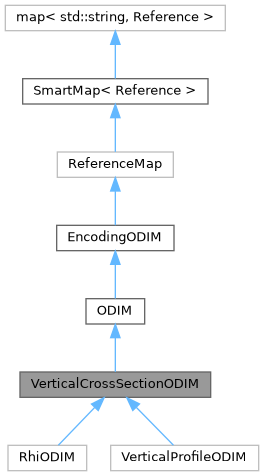 map< std::string, Reference >
SmartMap< Reference >
ReferenceMap
EncodingODIM
ODIM
VerticalCrossSectionODIM
RhiODIM
VerticalProfileODIM